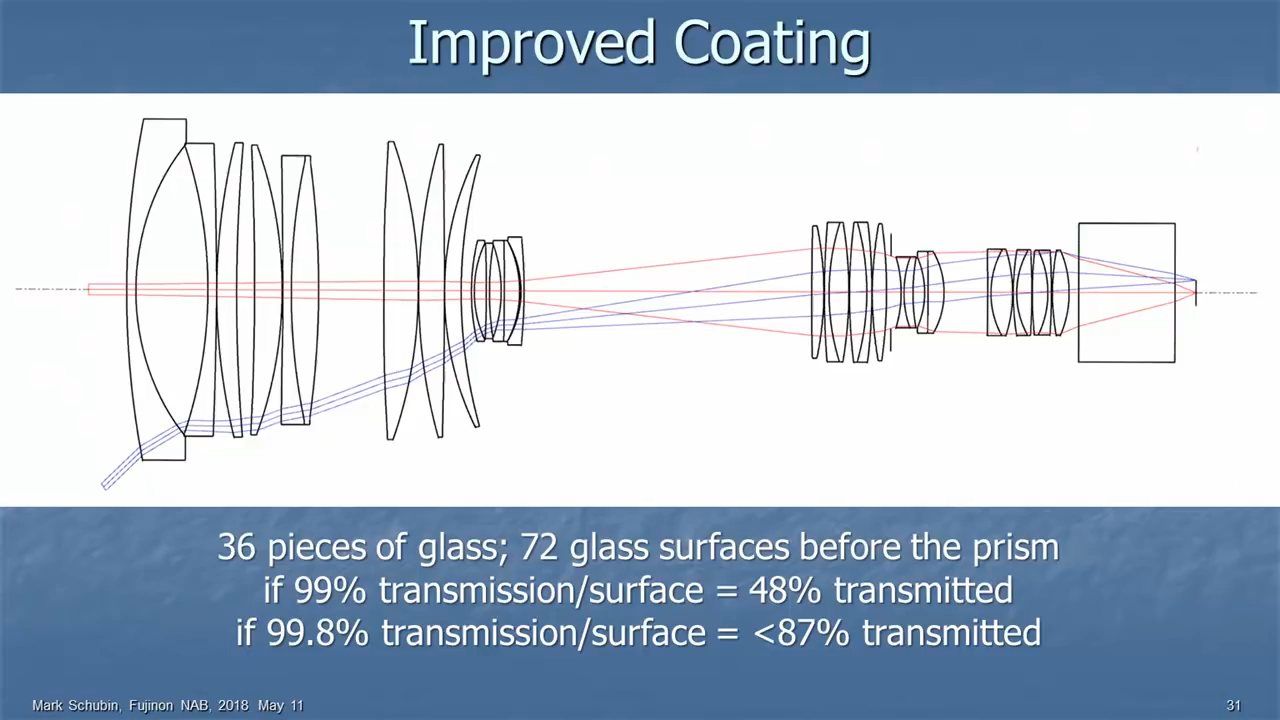 Improved Coating
36 pieces of glass; 72 glass surfaces before the prism
if 99% transmission/surface = 48% transmitted
if 99.8% transmission/surface = <87% transmitted
Mark Schubin, Fujinon NAB, 2018 May 11
31